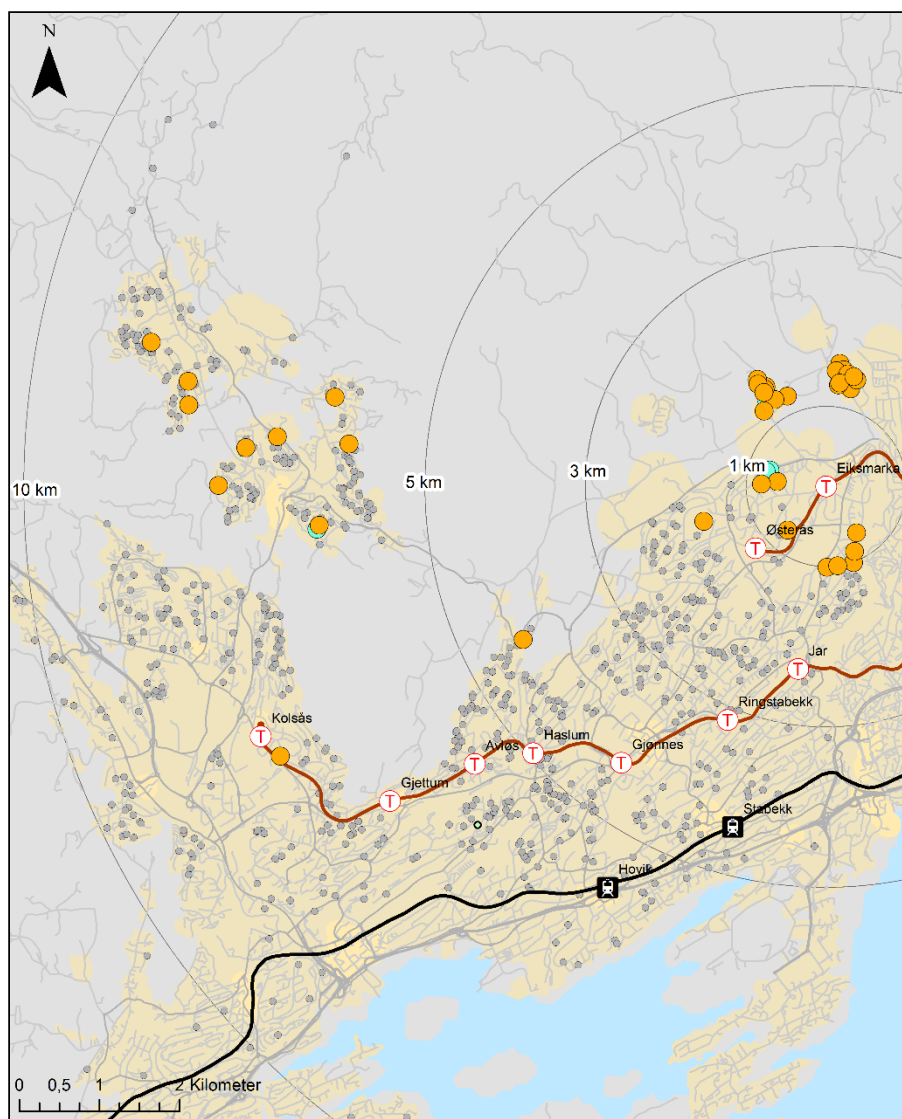 N
1 km
Eiksmarka
10 km
5 km
3 km
Østerås
Jar
Kolsås
Ringstabekk
Haslum
Avløs
Gjønnes
Gjettum
Stabekk
Hovik
0 0,5 1 2 Kilometer
T
T
T
T
T
T
T
T
T